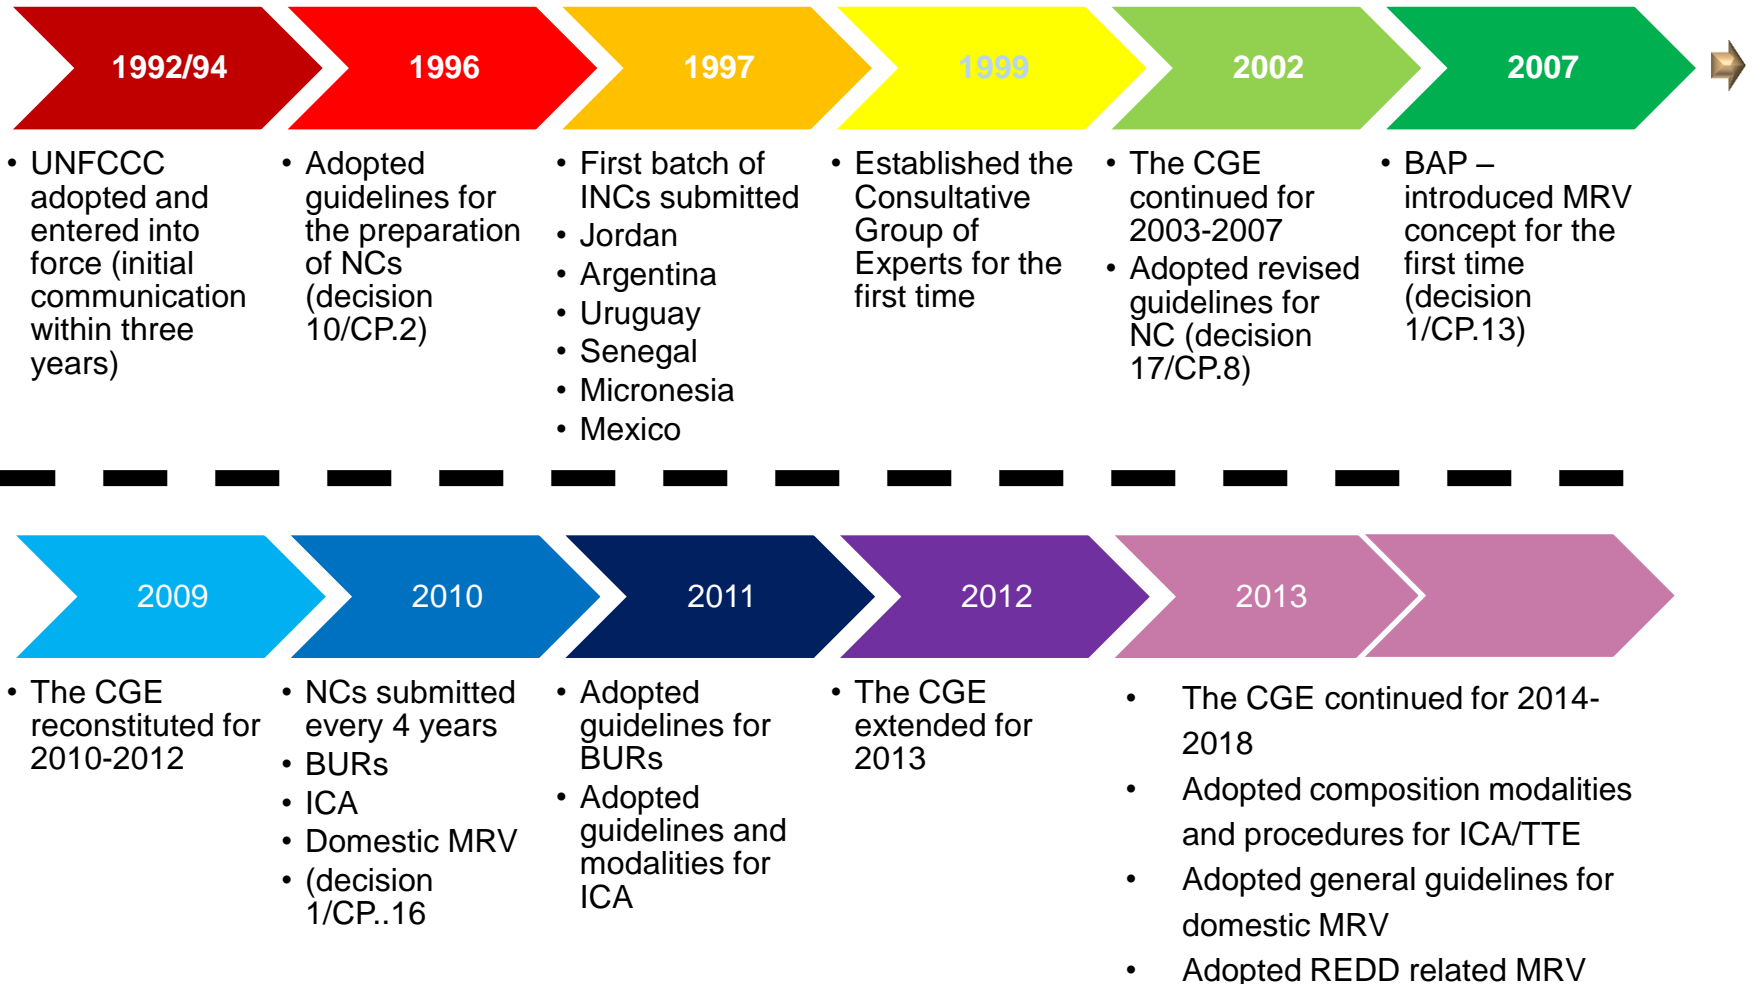 1992/94
1996
1997
1999
2002
2007
• UNFCCC
adopted and
entered into
force (initial
communication
within three
years)
• Adopted
guidelines for
the preparation
of NCs
(decision
10/CP.2)
• First batch of
INCs submitted
• Jordan
• Argentina
• Uruguay
• Senegal
• Micronesia
• Mexico
• Established the
Consultative
Group of
Experts for the
first time
• The CGE
continued for
2003-2007
• Adopted revised
guidelines for
NC (decision
17/CP.8)
• BAP –
introduced MRV
concept for the
first time
(decision
1/CP.13)
2009
2010
2011
2012
2013
• The CGE
reconstituted for
2010-2012
• NCs submitted
every 4 years
• BURs
• ICA
• Domestic MRV
• (decision
1/CP..16
• Adopted
guidelines for
BURs
• Adopted
guidelines and
modalities for
ICA
• The CGE
extended for
2013
• The CGE continued for 2014-
2018
• Adopted composition modalities
and procedures for ICA/TTE
• Adopted general guidelines for
domestic MRV
• Adopted REDD related MRV